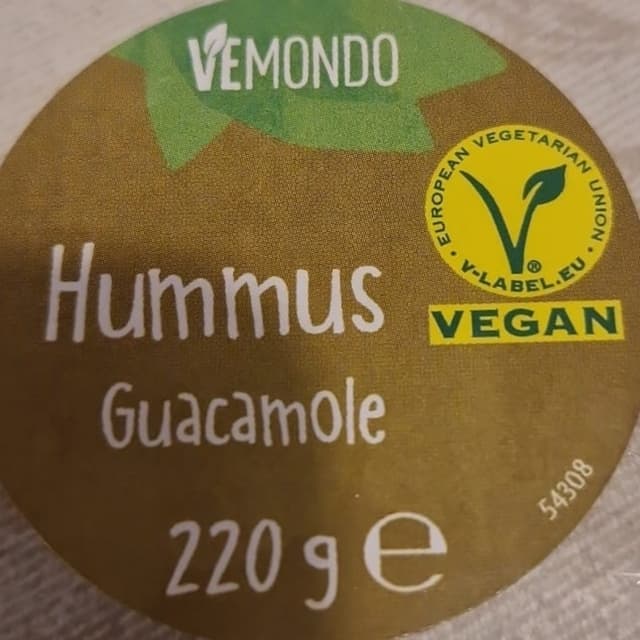 VEMONDO
EUROPEAN VEGETARIAN UNION
V-LABEL.EU
VEGAN
Hummus
Guacamole
220 g e
54308